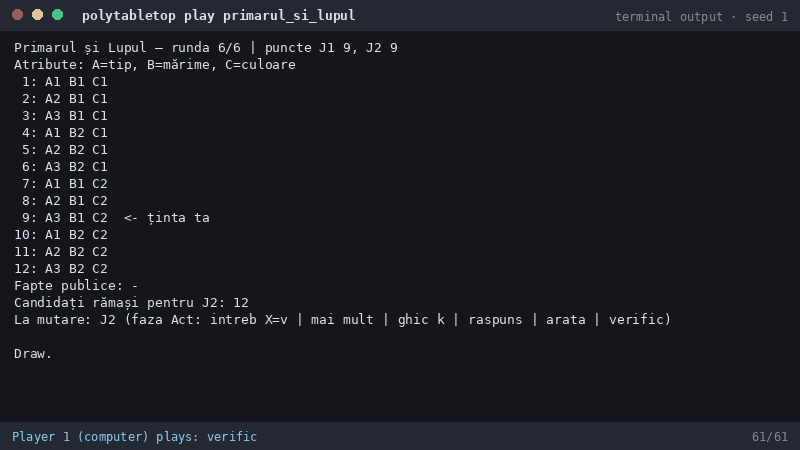 polytabletop play primarul_si_lupul
terminal output · seed 1
Primarul și Lupul — runda 6/6 | puncte J1 9, J2 9
Atribute: A=tip, B=mărime, C=culoare
1: A1 B1 C1
2: A2 B1 C1
3: A3 B1 C1
4: A1 B2 C1
5: A2 B2 C1
6: A3 B2 C1
7: A1 B1 C2
8: A2 B1 C2
9: A3 B1 C2 <- ținta ta
10: A1 B2 C2
11: A2 B2 C2
12: A3 B2 C2
Fapte publice: -
Candidați rămași pentru J2: 12
La mutare: J2 (faza Act: intreb X=v | mai mult | ghic k | raspuns | arata | verific)
Draw.
Player 1 (computer) plays: verific
61/61